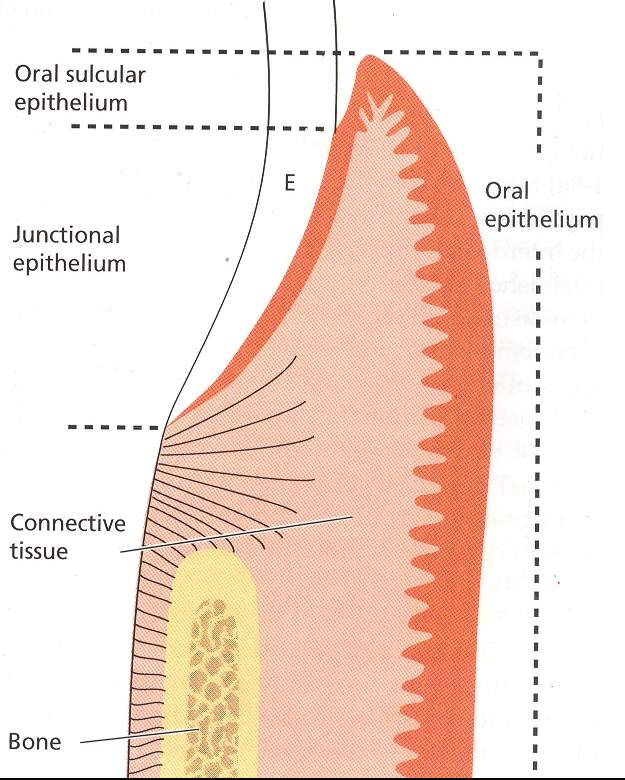 Oral sulcular
epithelium
E
Oral
epithelium
Junctional
epithelium
Connective
tissue
Bone